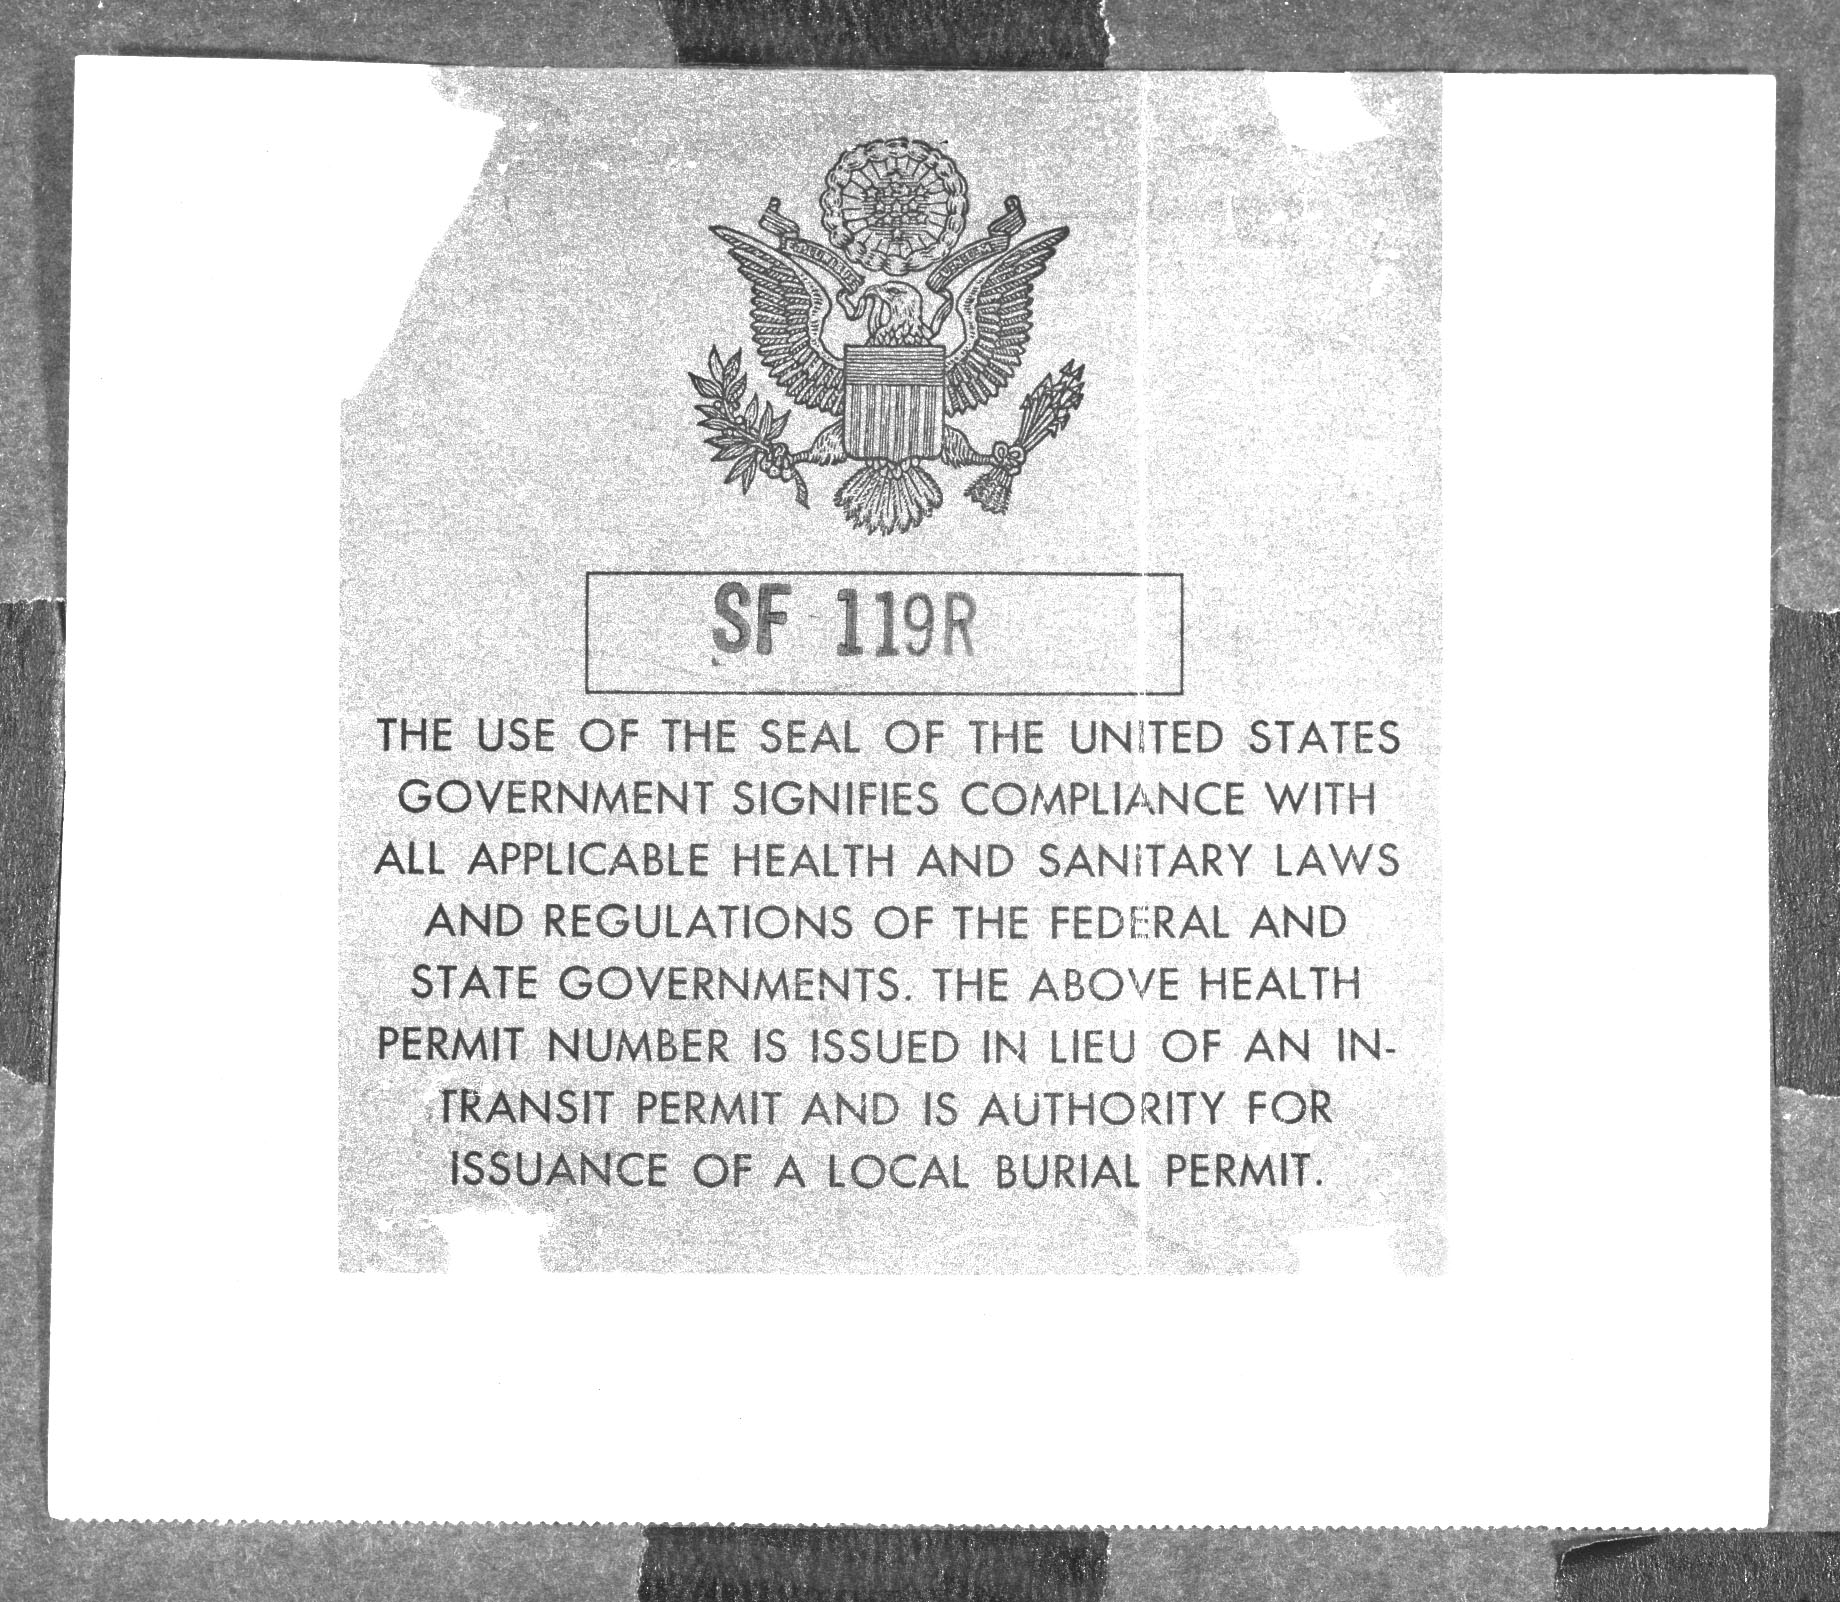 SF 119R
THE USE OF THE SEAL OF THE UNITED STATES
GOVERNMENT SIGNIFIES COMPLIANCE WITH
ALL APPLICABLE HEALTH AND SANITARY LAWS
AND REGULATIONS OF THE FEDERAL AND
STATE GOVERNMENTS. THE ABOVE HEALTH
PERMIT NUMBER IS ISSUED IN LIEU OF AN IN-
TRANSIT PERMIT AND IS AUTHORITY FOR
ISSUANCE OF A LOCAL BURIAL PERMIT.